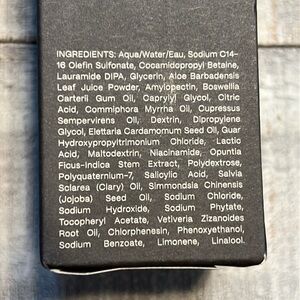 INGREDIENTS: Aqua/Water/Eau, Sodium C14-
16 Olefin Sulfonate, Cocamidopropyl Betaine,
Lauramide DIPA, Glycerin, Aloe Barbadensis
Leaf Juice Powder, Amylopectin, Boswellia
Carterii Gum Oil, Caprylyl Glycol, Citric
Acid, Commiphora Myrrha Oil, Cupressus
Sempervirens Oil, Dextrin, Dipropylene
Glycol, Elettaria Cardamomum Seed Oil, Guar
Hydroxypropyltrimonium Chloride, Lactic
Acid, Maltodextrin, Niacinamide, Opuntia
Ficus-Indica Stem Extract, Polydextrose,
Polyquaternium-7, Salicylic Acid, Salvia
Sclarea (Clary) Oil, Simmondsia Chinensis
(Jojoba) Seed Oil, Sodium Chloride,
Sodium Hydroxide, Sodium Phytate,
Tocopheryl Acetate, Vetiveria Zizanoides
Root Oil, Chlorphenesin, Phenoxyethanol,
Sodium Benzoate, Limonene, Linalool.